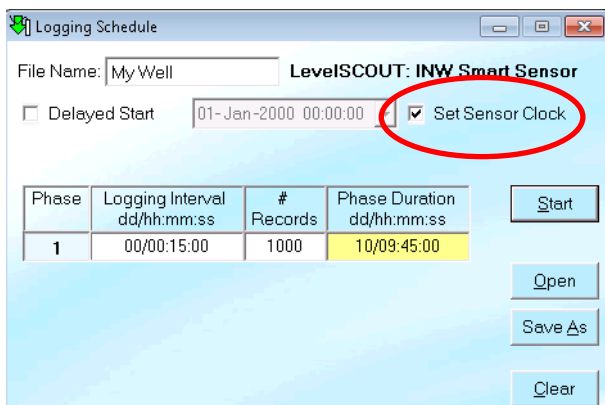 Logging Schedule
File Name: My Well LevelSCOUT: INW Smart Sensor
Delayed Start 01-Jan-2000 00:00:00 Set Sensor Clock
Phase Logging Interval dd/hh:mm:ss # Records Phase Duration dd/hh:mm:ss
Start
1 00/00:15:00 1000 10/09:45:00
Open
Save As
Clear